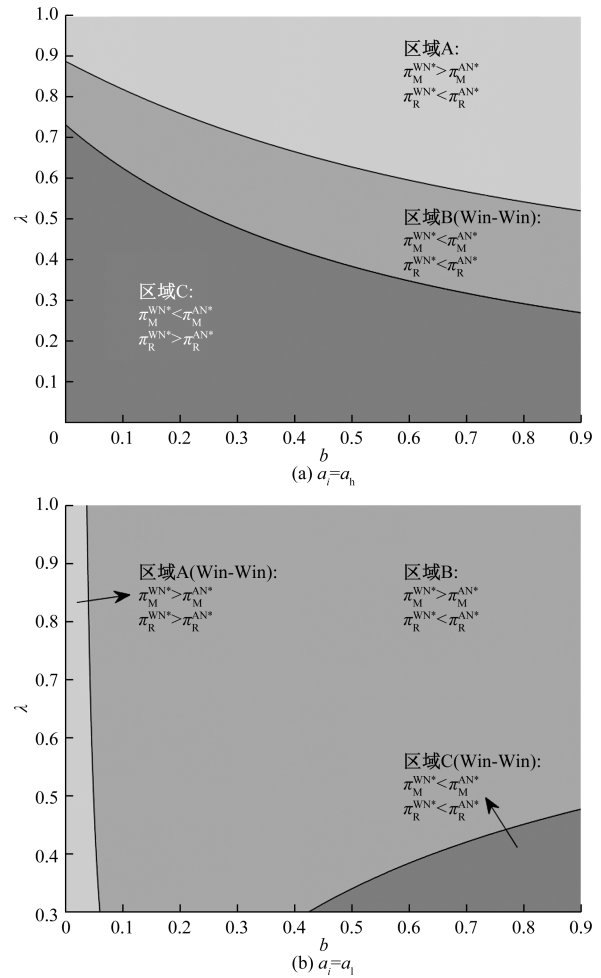 1.0
0.9
0.8
0.7
0.6
0.5
0.4
0.3
0.2
0.1
λ
区域A:
π_M^{WN*}>π_M^{AN*}
π_R^{WN*}<π_R^{AN*}
区域B(Win-Win):
π_M^{WN*}<π_M^{AN*}
π_R^{WN*}<π_R^{AN*}
区域C:
π_M^{WN*}<π_M^{AN*}
π_R^{WN*}>π_R^{AN*}
0 0.1 0.2 0.3 0.4 0.5 0.6 0.7 0.8 0.9
b
(a) a_i=a_h
1.0
0.9
0.8
0.7
0.6
0.5
0.4
0.3
λ
区域A(Win-Win):
π_M^{WN*}>π_M^{AN*}
π_R^{WN*}>π_R^{AN*}
区域B:
π_M^{WN*}>π_M^{AN*}
π_R^{WN*}<π_R^{AN*}
区域C(Win-Win):
π_M^{WN*}<π_M^{AN*}
π_R^{WN*}<π_R^{AN*}
0 0.1 0.2 0.3 0.4 0.5 0.6 0.7 0.8 0.9
b
(b) a_i=a_l